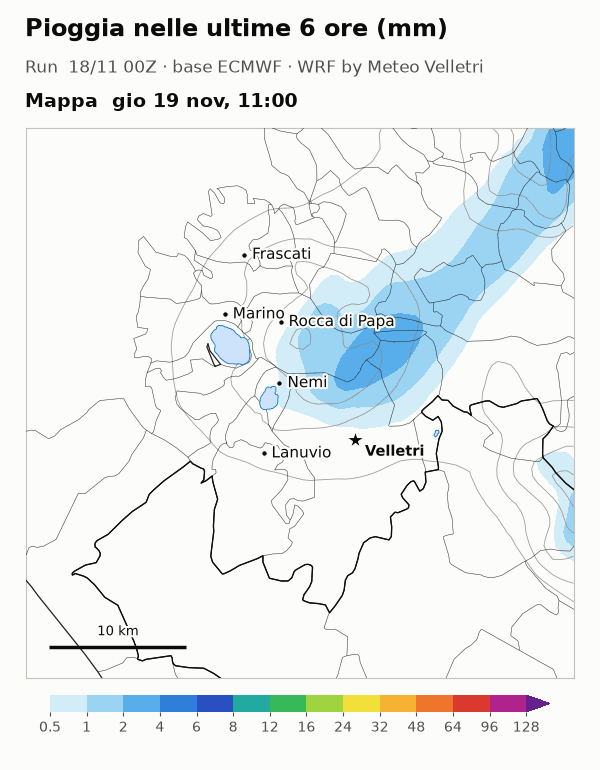 Pioggia nelle ultime 6 ore (mm)
Run  18/11 00Z · base ECMWF · WRF by Meteo Velletri
Mappa  gio 19 nov, 11:00
Frascati
Marino
Rocca di Papa
Nemi
Velletri
Lanuvio
10 km
0.5 1 2 4 6 8 12 16 24 32 48 64 96 128